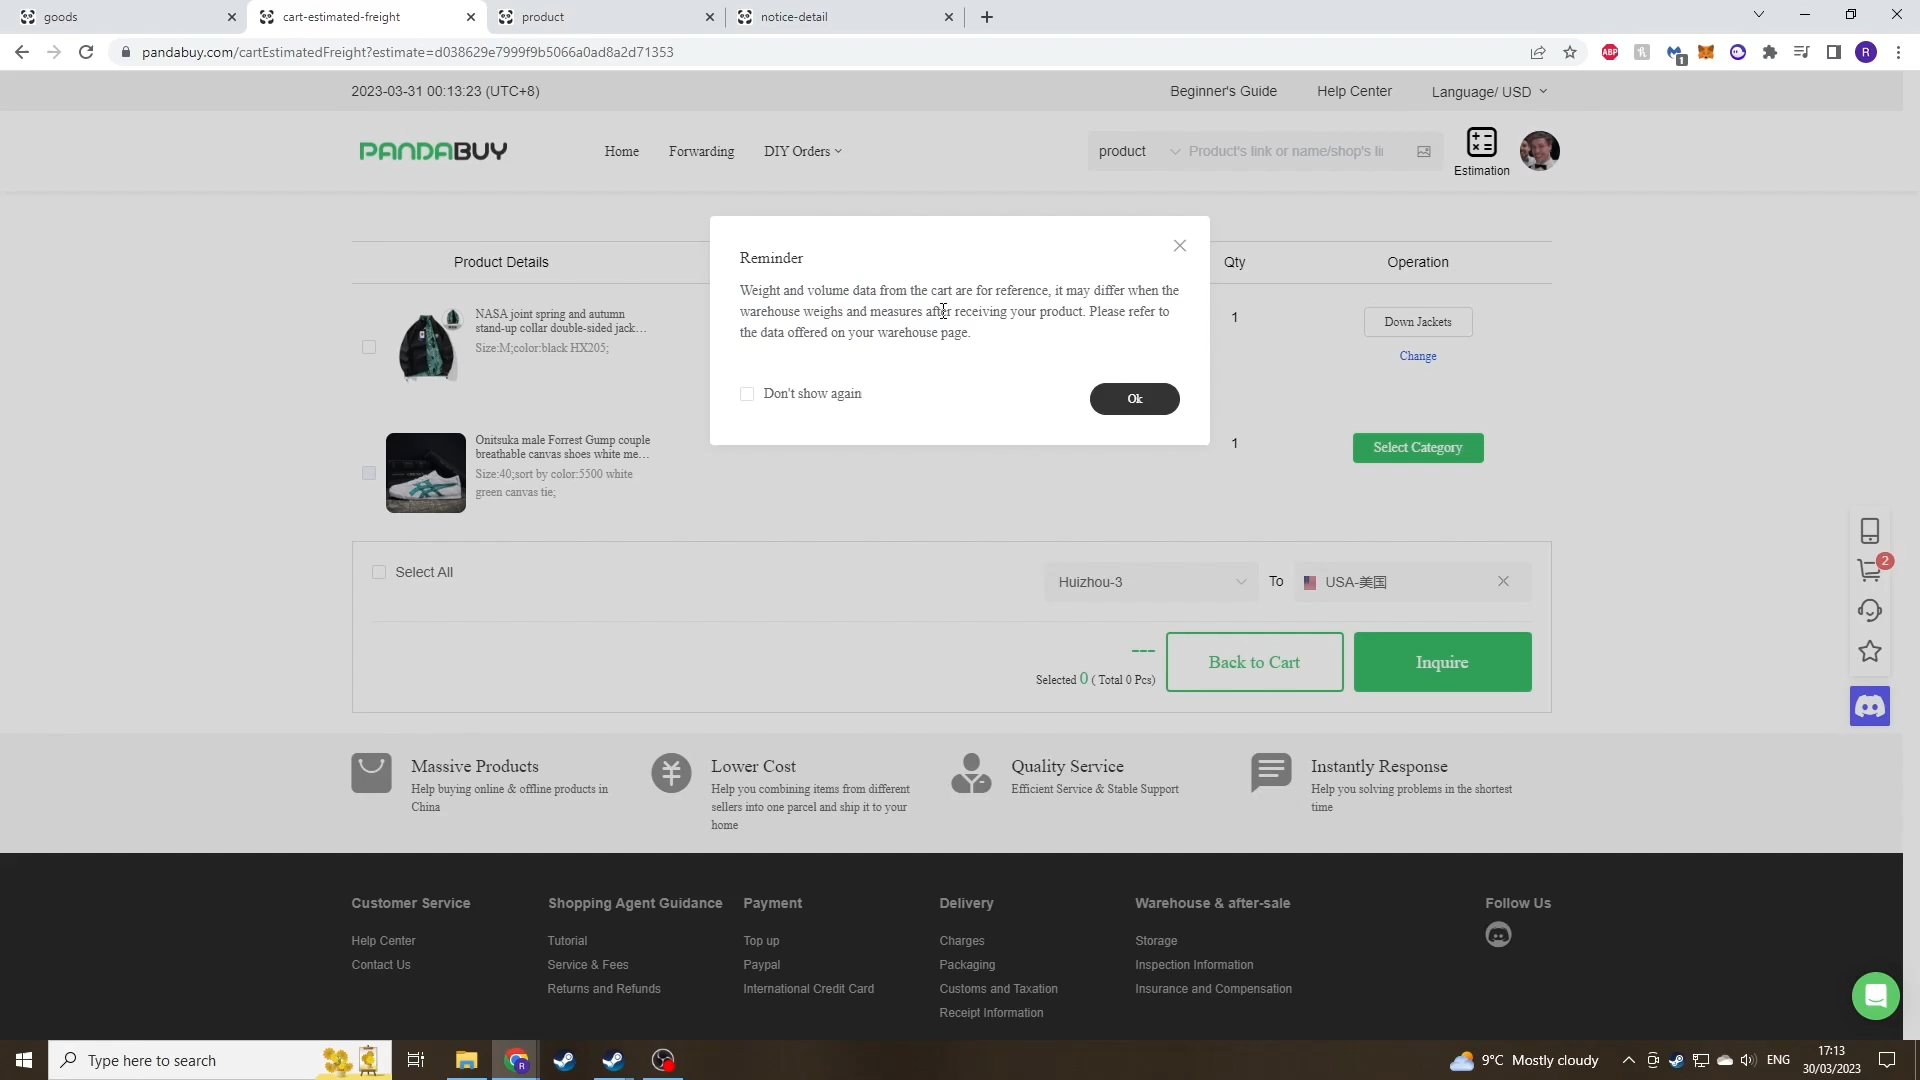 goods
cart-estimated-freight
product
notice-detail
pandabuy.com/cartEstimatedFreight?estimate=d038629e7999f9b5066a0ad8a2d71353
ABP
1
R
2023-03-31 00:13:23 (UTC+8)
Beginner's Guide
Help Center
Language/ USD
PANDABUY
Home
Forwarding
DIY Orders
product
Product's link or name/shop's li
Estimation
Product Details
Qty
Operation
Reminder
Weight and volume data from the cart are for reference, it may differ when the
warehouse weighs and measures after receiving your product. Please refer to
the data offered on your warehouse page.
Don't show again
Ok
NASA joint spring and autumn
stand-up collar double-sided jack...
Size:M;color:black HX205;
1
Down Jackets
Change
Onitsuka male Forrest Gump couple
breathable canvas shoes white me...
Size:40;sort by color:5500 white
green canvas tie;
1
Select Category
Select All
Huizhou-3
To
USA-美国
---
Selected 0 ( Total 0 Pcs)
Back to Cart
Inquire
2
Massive Products
Help buying online & offline products in
China
Lower Cost
Help you combining items from different
sellers into one parcel and ship it to your
home
Quality Service
Efficient Service & Stable Support
Instantly Response
Help you solving problems in the shortest
time
Customer Service
Help Center
Contact Us
Shopping Agent Guidance
Tutorial
Service & Fees
Returns and Refunds
Payment
Top up
Paypal
International Credit Card
Delivery
Charges
Packaging
Customs and Taxation
Receipt Information
Warehouse & after-sale
Storage
Inspection Information
Insurance and Compensation
Follow Us
Type here to search
9°C Mostly cloudy
ENG
17:13
30/03/2023